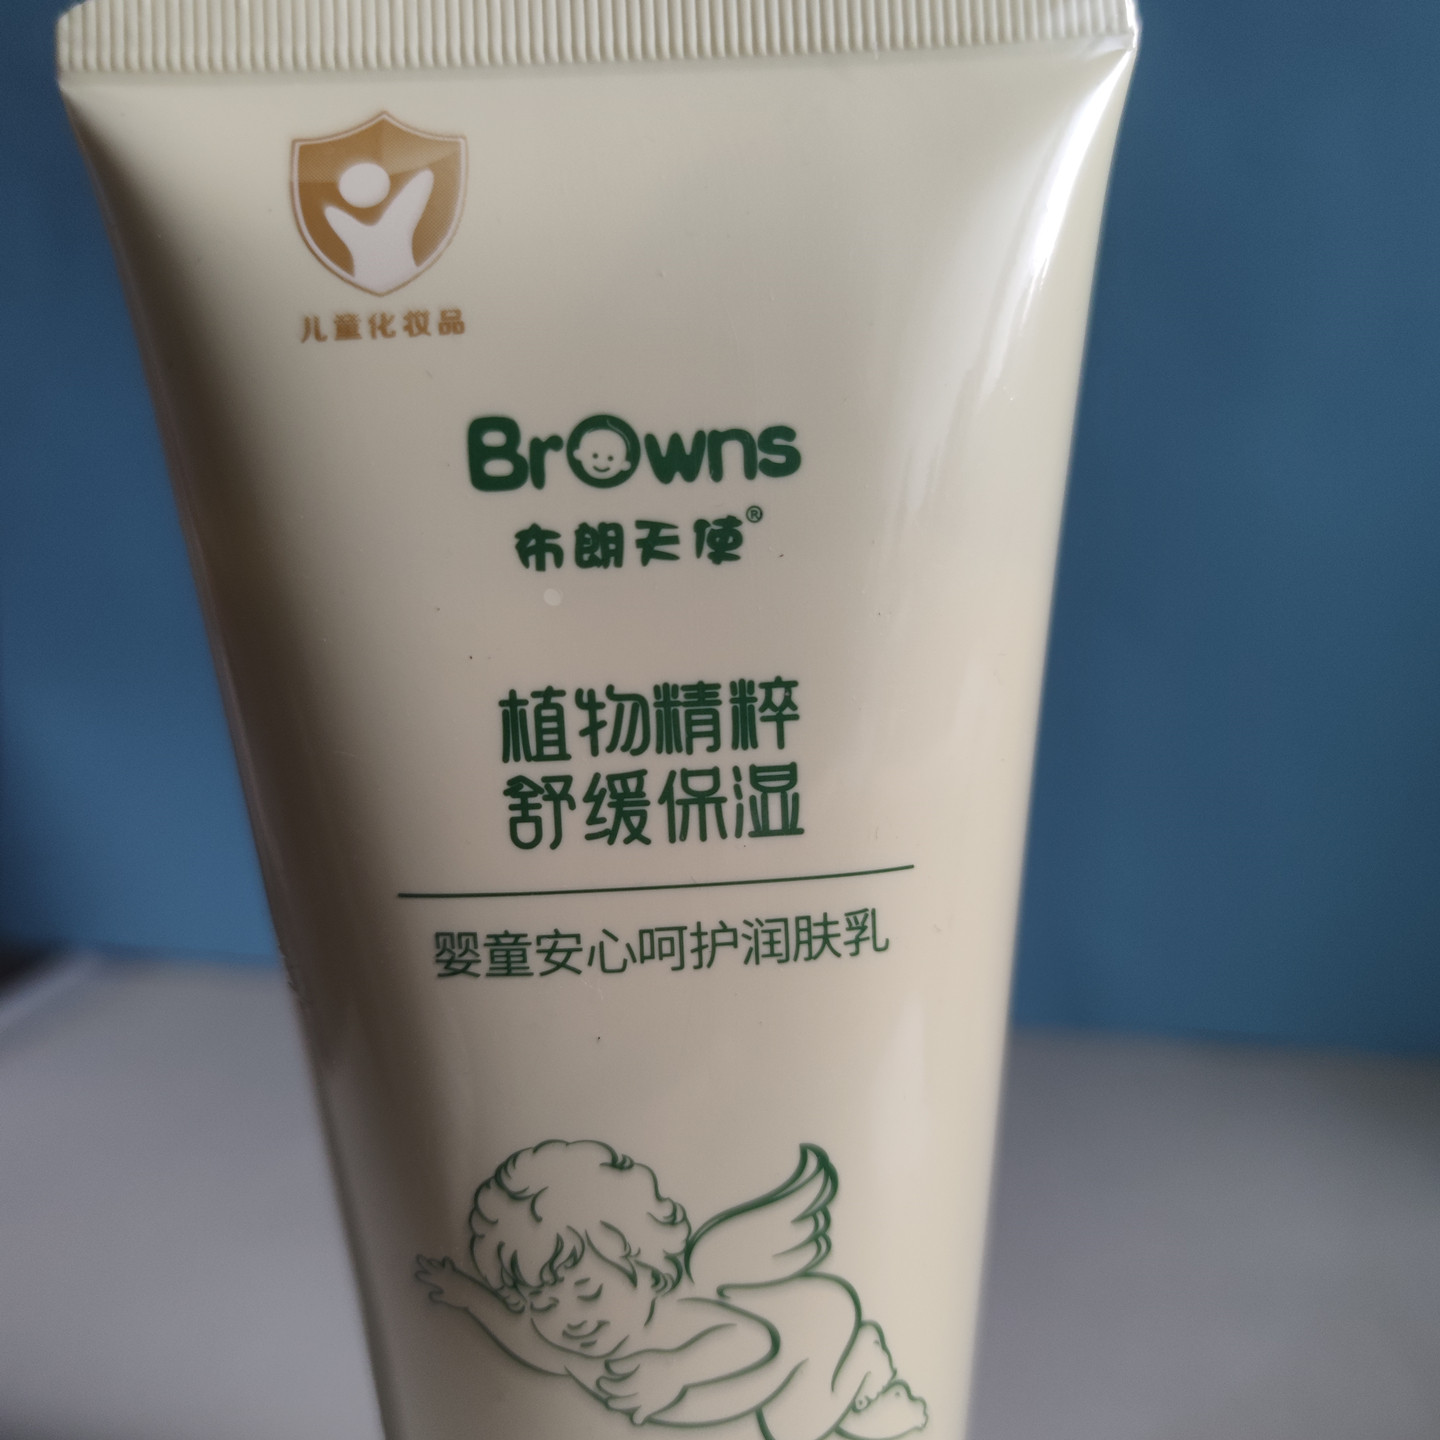 儿童化妆品
Browns
布朗天使®
植物精粹
舒缓保湿
婴童安心呵护润肤乳